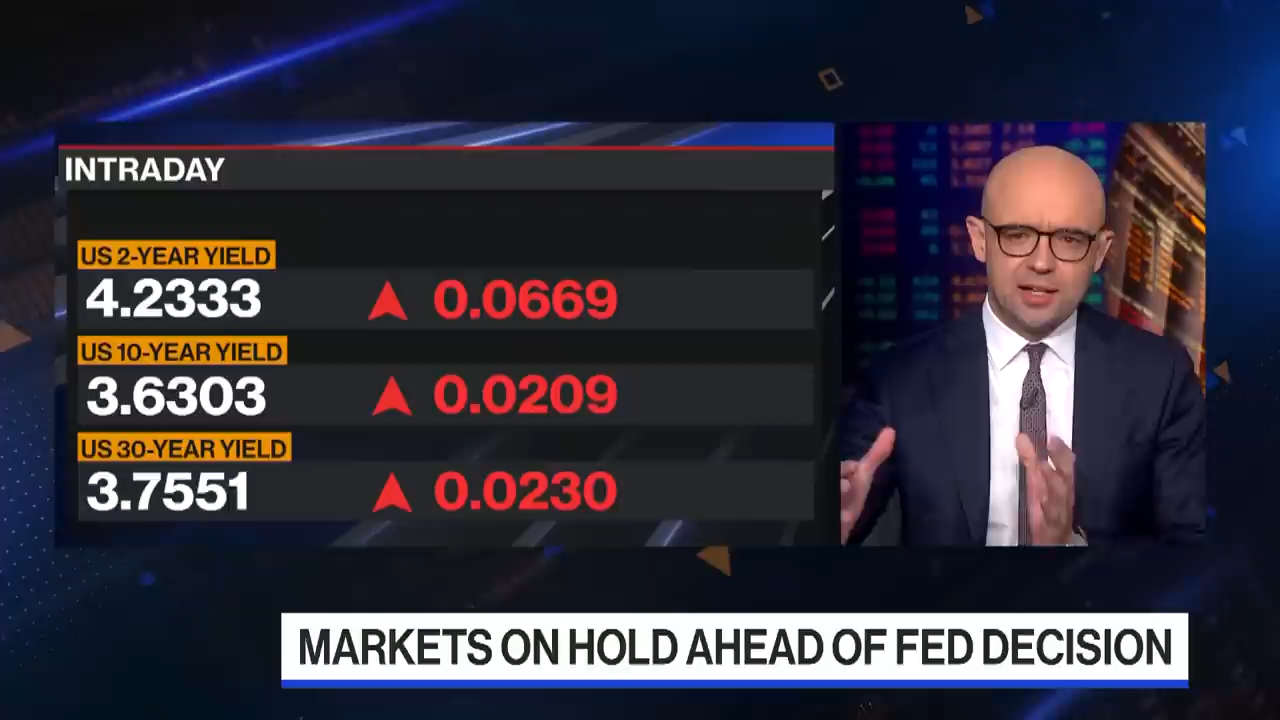 INTRADAY
US 2-YEAR YIELD
4.2333 ▲ 0.0669
US 10-YEAR YIELD
3.6303 ▲ 0.0209
US 30-YEAR YIELD
3.7551 ▲ 0.0230
MARKETS ON HOLD AHEAD OF FED DECISION